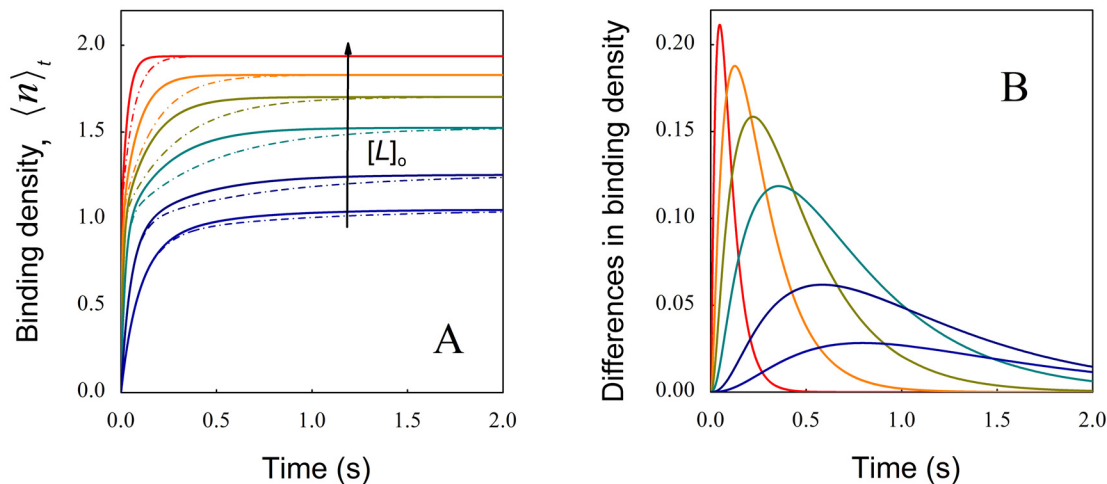 Binding density, ⟨n⟩t
2.0
1.5
1.0
0.5
0.0
[L]o
A
0.0 0.5 1.0 1.5 2.0
Time (s)
Differences in binding density
0.20
0.15
0.10
0.05
0.00
B
0.0 0.5 1.0 1.5 2.0
Time (s)